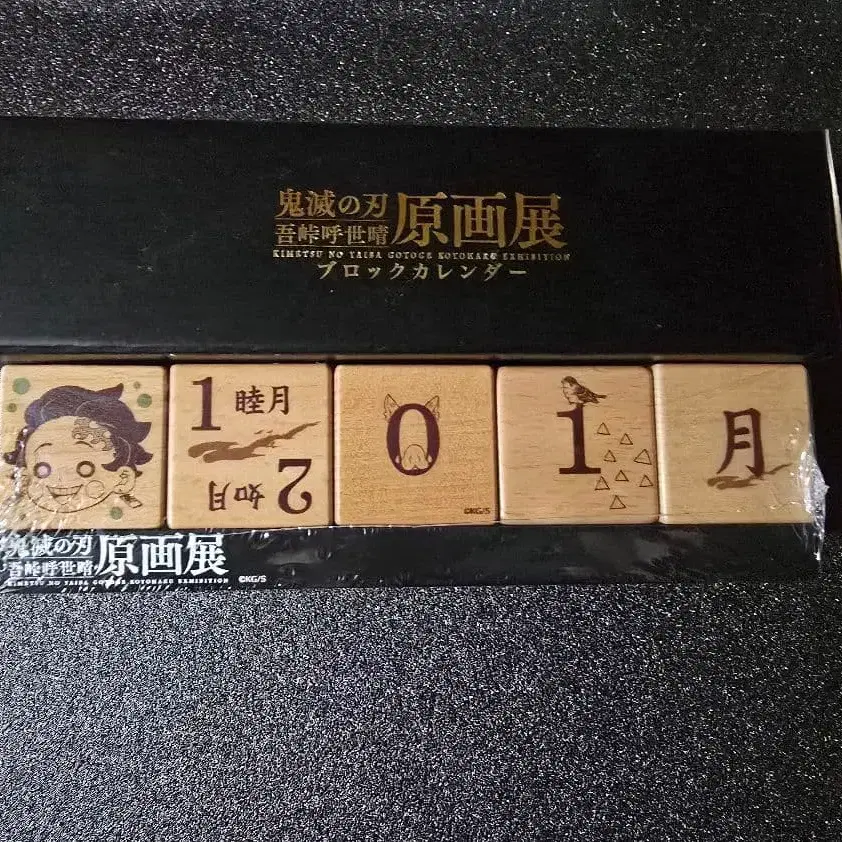 鬼滅の刃
吾峠呼世晴
原画展
KIMETSU NO YAIBA GOTOGE KOYOHARU EXHIBITION
ブロックカレンダー
1 睦月
2 如月
0
©KG/S
1
月
鬼滅の刃
吾峠呼世晴
原画展
KIMETSU NO YAIBA GOTOGE KOYOHARU EXHIBITION
©KG/S